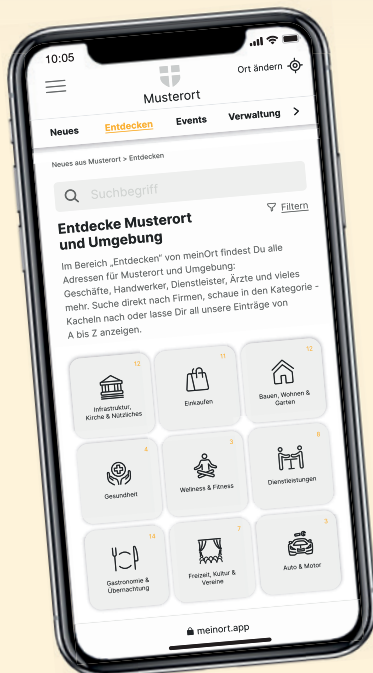 10:05
Ort ändern
Musterort
Neues Entdecken Events Verwaltung >
Neues aus Musterort > Entdecken
Suchbegriff
Filtern
Entdecke Musterort
und Umgebung
Im Bereich „Entdecken" von meinOrt findest Du alle
Adressen für Musterort und Umgebung:
Geschäfte, Handwerker, Dienstleister, Ärzte und vieles
mehr. Suche direkt nach Firmen, schaue in den Kategorie -
Kacheln nach oder lasse Dir all unsere Einträge von
A bis Z anzeigen.
12
Infrastruktur,
Kirche & Nützliches
11
Einkaufen
12
Bauen, Wohnen &
Garten
4
Gesundheit
3
Wellness & Fitness
8
Dienstleistungen
14
Gastronomie &
Übernachtung
7
Freizeit, Kultur &
Vereine
3
Auto & Motor
meinort.app